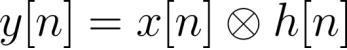 y[n] = x[n] ⊗ h[n]